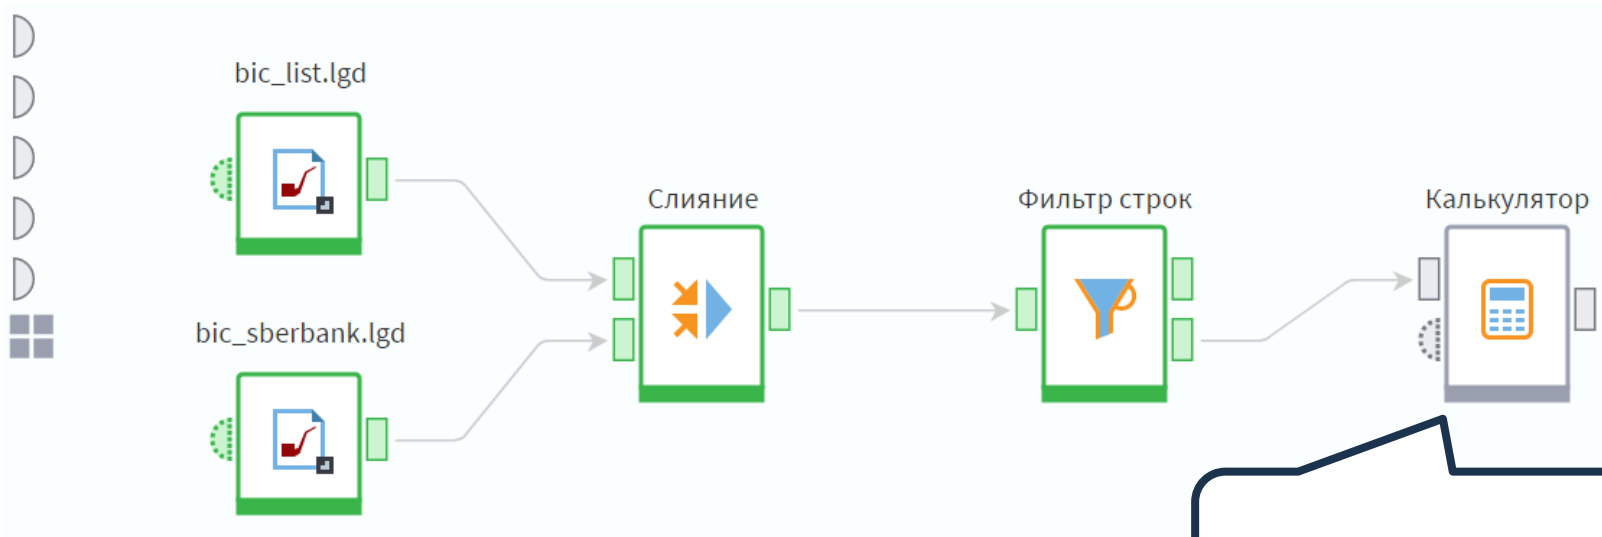 bic_list.lgd
Слияние
Фильтр строк
Калькулятор
bic_sberbank.lgd